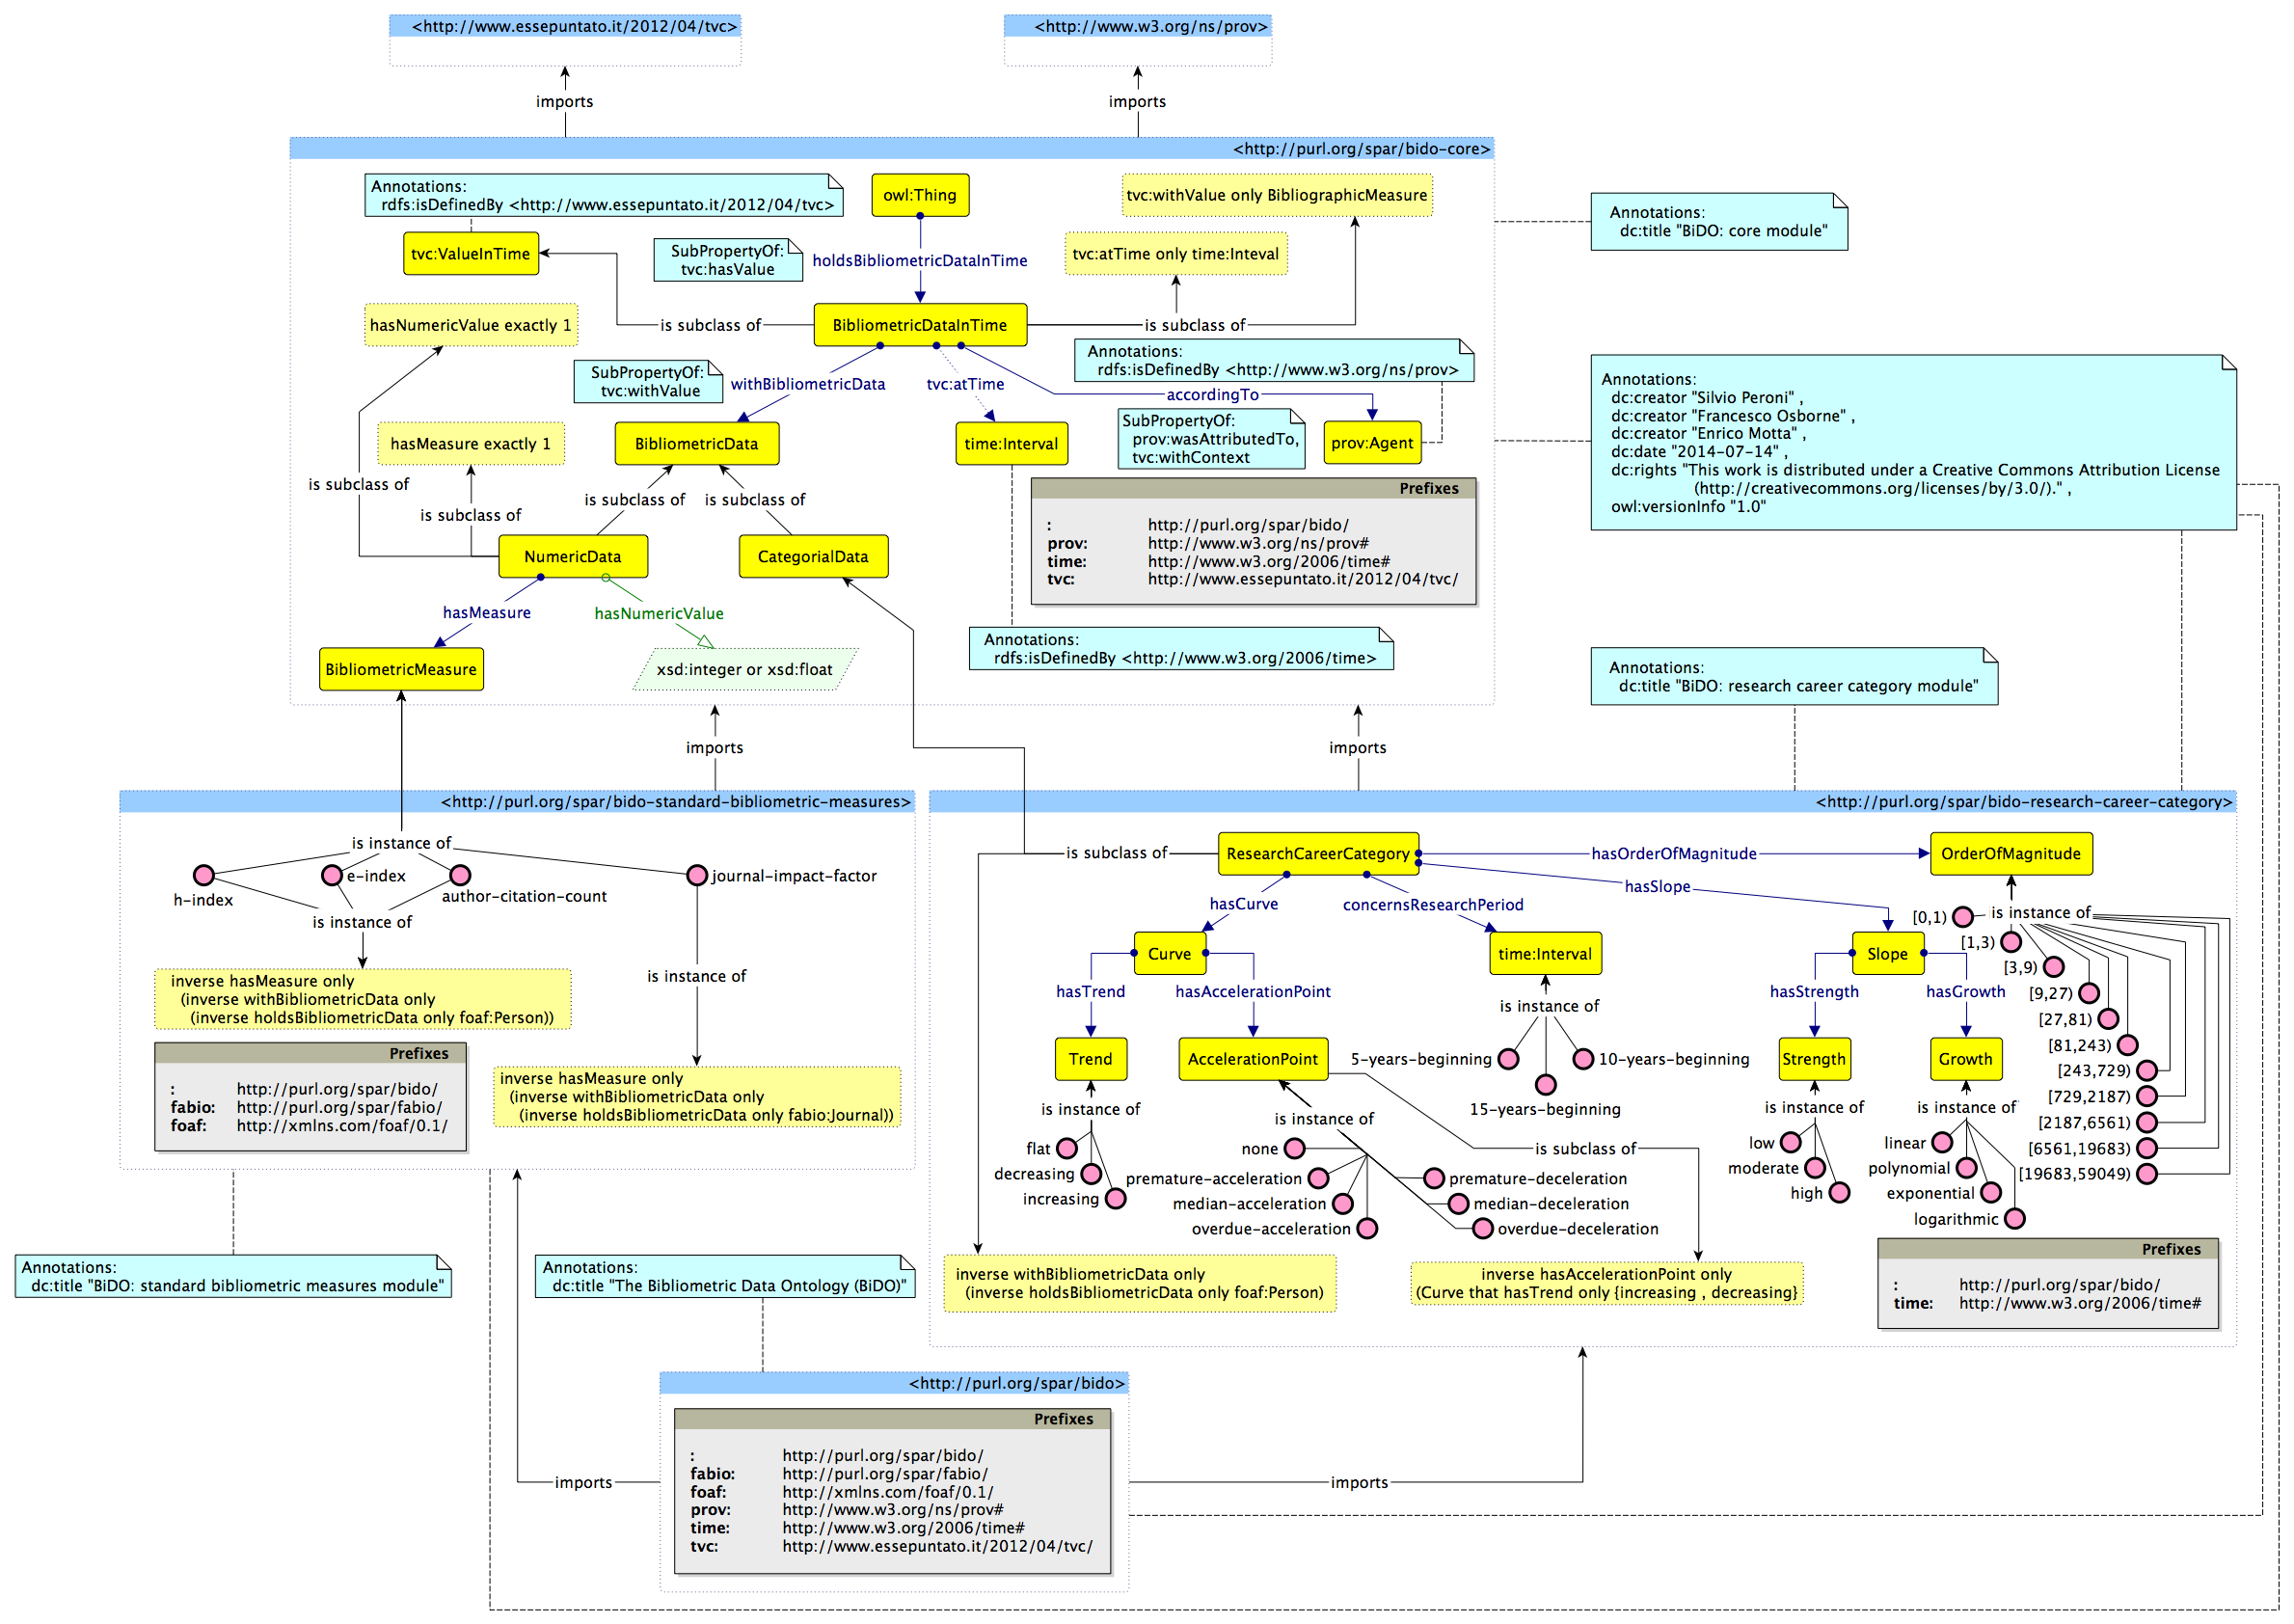 <http://www.essepuntato.it/2012/04/tvc>
<http://www.w3.org/ns/prov>
imports
imports
<http://purl.org/spar/bido-core>
Annotations:
rdfs:isDefinedBy <http://www.essepuntato.it/2012/04/tvc>
owl:Thing
tvc:withValue only BibliographicMeasure
Annotations:
dc:title "BiDO: core module"
tvc:ValueInTime
SubPropertyOf:
tvc:hasValue
holdsBibliometricDataInTime
tvc:atTime only time:Inteval
hasNumericValue exactly 1
is subclass of
BibliometricDataInTime
is subclass of
Annotations:
rdfs:isDefinedBy <http://www.w3.org/ns/prov>
SubPropertyOf:
tvc:withValue
withBibliometricData
tvc:atTime
accordingTo
Annotations:
dc:creator "Silvio Peroni" ,
dc:creator "Francesco Osborne" ,
dc:creator "Enrico Motta" ,
dc:date "2014-07-14" ,
dc:rights "This work is distributed under a Creative Commons Attribution License
(http://creativecommons.org/licenses/by/3.0/)." ,
owl:versionInfo "1.0"
hasMeasure exactly 1
BibliometricData
time:Interval
SubPropertyOf:
prov:wasAttributedTo,
tvc:withContext
prov:Agent
is subclass of
is subclass of
is subclass of
is subclass of
Prefixes
: http://purl.org/spar/bido/
prov: http://www.w3.org/ns/prov#
time: http://www.w3.org/2006/time#
tvc: http://www.essepuntato.it/2012/04/tvc/
NumericData
CategorialData
hasMeasure
hasNumericValue
BibliometricMeasure
xsd:integer or xsd:float
Annotations:
rdfs:isDefinedBy <http://www.w3.org/2006/time>
Annotations:
dc:title "BiDO: research career category module"
imports
imports
<http://purl.org/spar/bido-standard-bibliometric-measures>
is instance of
h-index
e-index
author-citation-count
journal-impact-factor
is instance of
is instance of
inverse hasMeasure only
(inverse withBibliometricData only
(inverse holdsBibliometricData only foaf:Person))
Prefixes
: http://purl.org/spar/bido/
fabio: http://purl.org/spar/fabio/
foaf: http://xmlns.com/foaf/0.1/
inverse hasMeasure only
(inverse withBibliometricData only
(inverse holdsBibliometricData only fabio:Journal))
<http://purl.org/spar/bido-research-career-category>
is subclass of
ResearchCareerCategory
hasOrderOfMagnitude
OrderOfMagnitude
hasSlope
hasCurve
concernsResearchPeriod
is instance of
[0,1)
[1,3)
[3,9)
[9,27)
[27,81)
[81,243)
[243,729)
[729,2187)
[2187,6561)
[6561,19683)
[19683,59049)
Curve
time:Interval
Slope
hasTrend
hasAccelerationPoint
is instance of
hasStrength
hasGrowth
Trend
AccelerationPoint
5-years-beginning
10-years-beginning
15-years-beginning
Strength
Growth
is instance of
is instance of
is instance of
is instance of
flat
decreasing
increasing
none
premature-acceleration
median-acceleration
overdue-acceleration
is subclass of
premature-deceleration
median-deceleration
overdue-deceleration
low
moderate
high
linear
polynomial
exponential
logarithmic
inverse withBibliometricData only
(inverse holdsBibliometricData only foaf:Person)
inverse hasAccelerationPoint only
(Curve that hasTrend only {increasing , decreasing}
Prefixes
: http://purl.org/spar/bido/
time: http://www.w3.org/2006/time#
Annotations:
dc:title "BiDO: standard bibliometric measures module"
Annotations:
dc:title "The Bibliometric Data Ontology (BiDO)"
<http://purl.org/spar/bido>
imports
imports
Prefixes
: http://purl.org/spar/bido/
fabio: http://purl.org/spar/fabio/
foaf: http://xmlns.com/foaf/0.1/
prov: http://www.w3.org/ns/prov#
time: http://www.w3.org/2006/time#
tvc: http://www.essepuntato.it/2012/04/tvc/